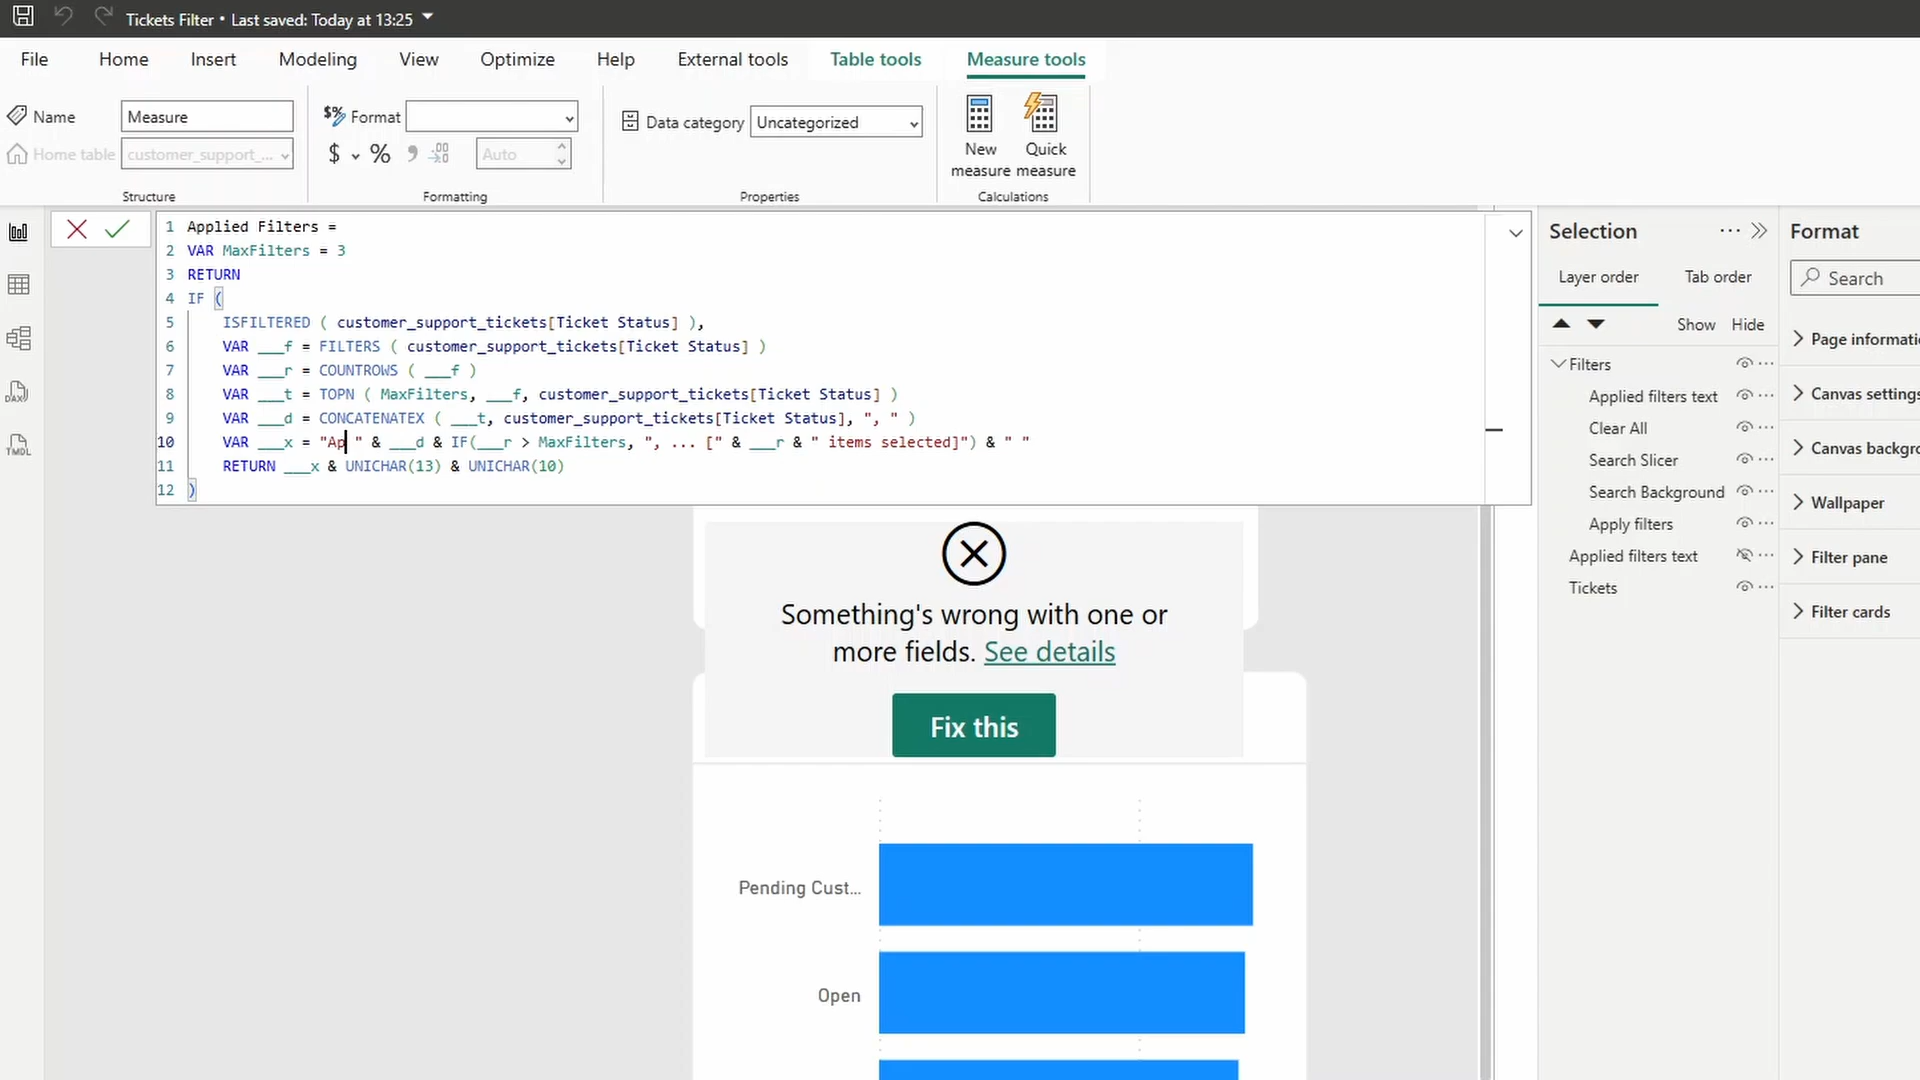 Tickets Filter • Last saved: Today at 13:25
File Home Insert Modeling View Optimize Help External tools Table tools Measure tools
Name Measure
Home table customer_support_...
Structure
Format
$ % Auto
Formatting
Data category Uncategorized
Properties
New measure
Quick measure
Calculations
1 Applied Filters =
2 VAR MaxFilters = 3
3 RETURN
4 IF (
5 ISFILTERED ( customer_support_tickets[Ticket Status] ),
6 VAR ___f = FILTERS ( customer_support_tickets[Ticket Status] )
7 VAR ___r = COUNTROWS ( ___f )
8 VAR ___t = TOPN ( MaxFilters, ___f, customer_support_tickets[Ticket Status] )
9 VAR ___d = CONCATENATEX ( ___t, customer_support_tickets[Ticket Status], ", " )
10 VAR ___x = "Ap " & ___d & IF(___r > MaxFilters, ", ... [" & ___r & " items selected]") & " "
11 RETURN ___x & UNICHAR(13) & UNICHAR(10)
12 )
DAX
TMDL
Something's wrong with one or
more fields. See details
Fix this
Pending Cust...
Open
Selection
Layer order Tab order
Show Hide
Filters
Applied filters text
Clear All
Search Slicer
Search Background
Apply filters
Applied filters text
Tickets
Format
Search
Page informati
Canvas settings
Canvas backgro
Wallpaper
Filter pane
Filter cards